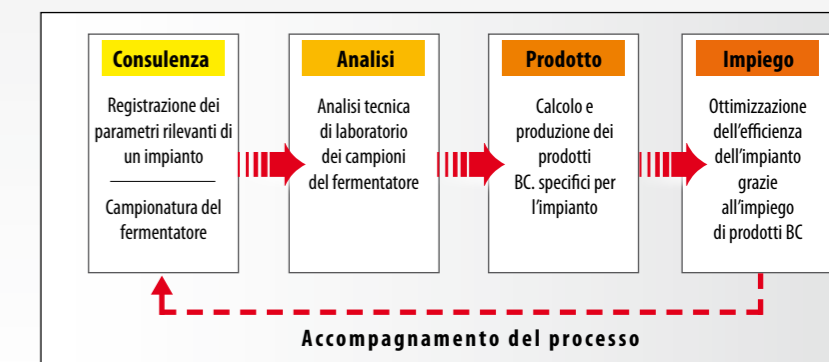 Consulenza
Registrazione dei
parametri rilevanti di
un impianto
Campionatura del
fermentatore
Analisi
Analisi tecnica
di laboratorio
dei campioni
del fermentatore
Prodotto
Calcolo e
produzione dei
prodotti
BC. specifici per
l'impianto
Impiego
Ottimizzazione
dell'efficienza
dell'impianto
grazie
all'impiego
di prodotti BC
Accompagnamento del processo